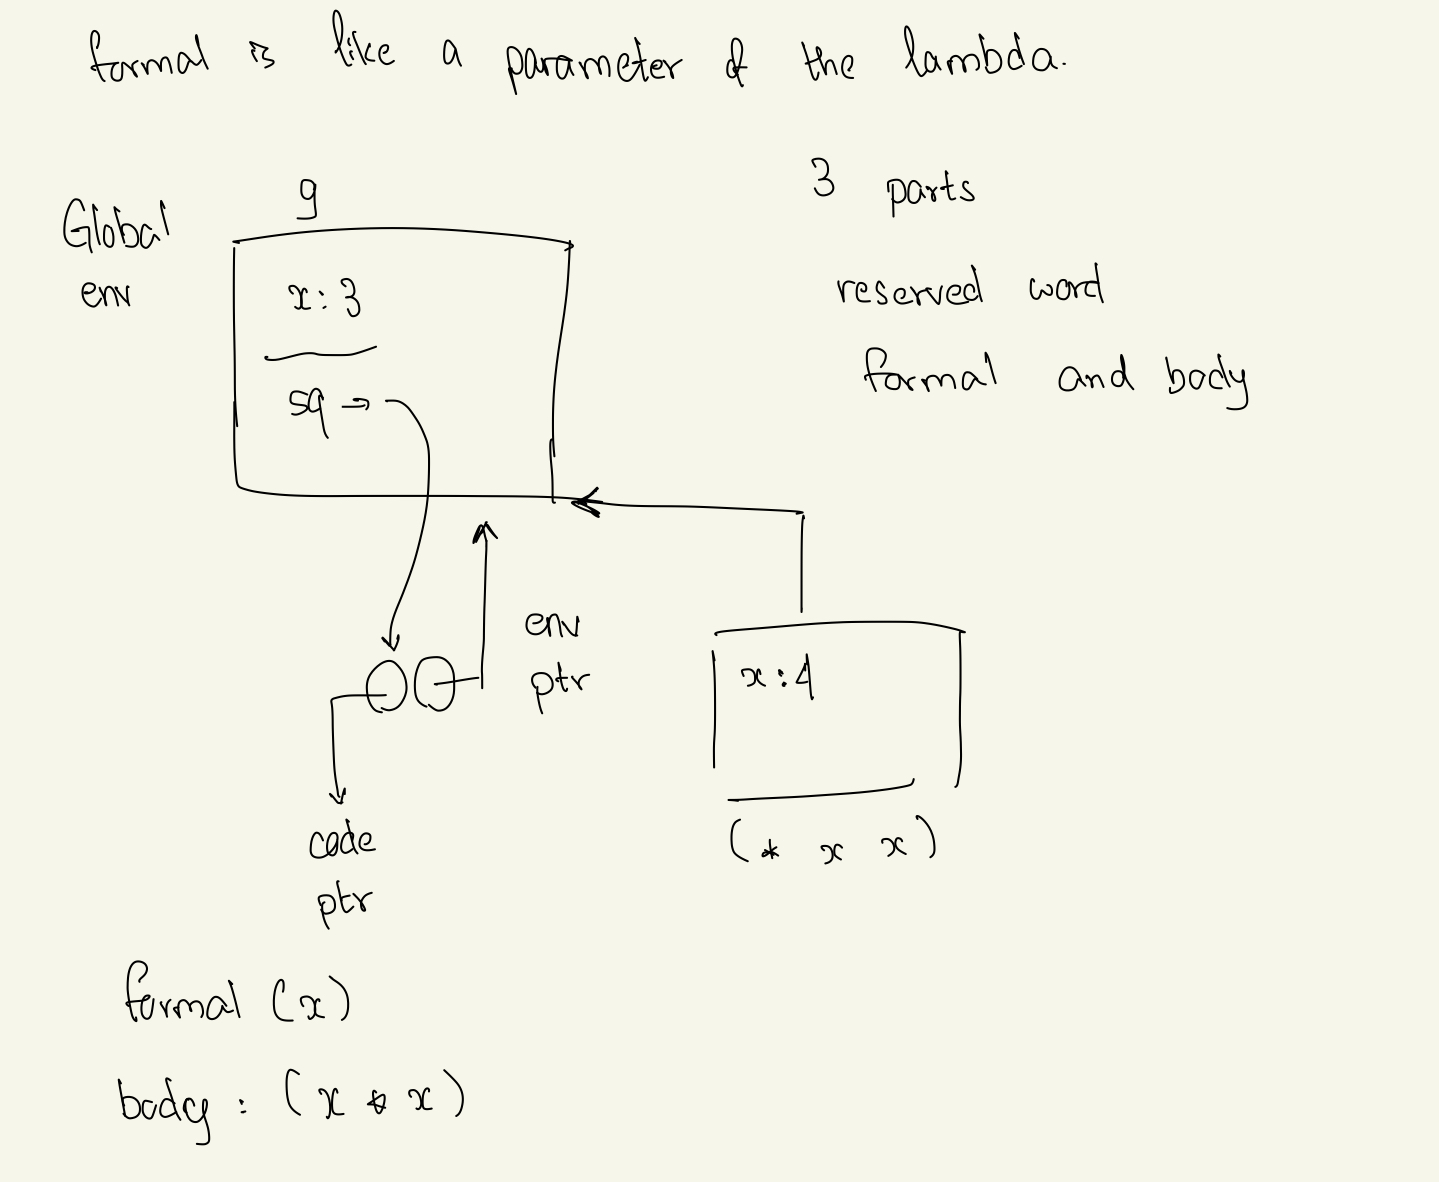 formal is like a parameter of the lambda.
g
3 parts
Global
env
x : 3
reserved word
formal and body
sq →
env
ptr
x : 4
code
ptr
(* x x)
formal (x)
body : (x * x)